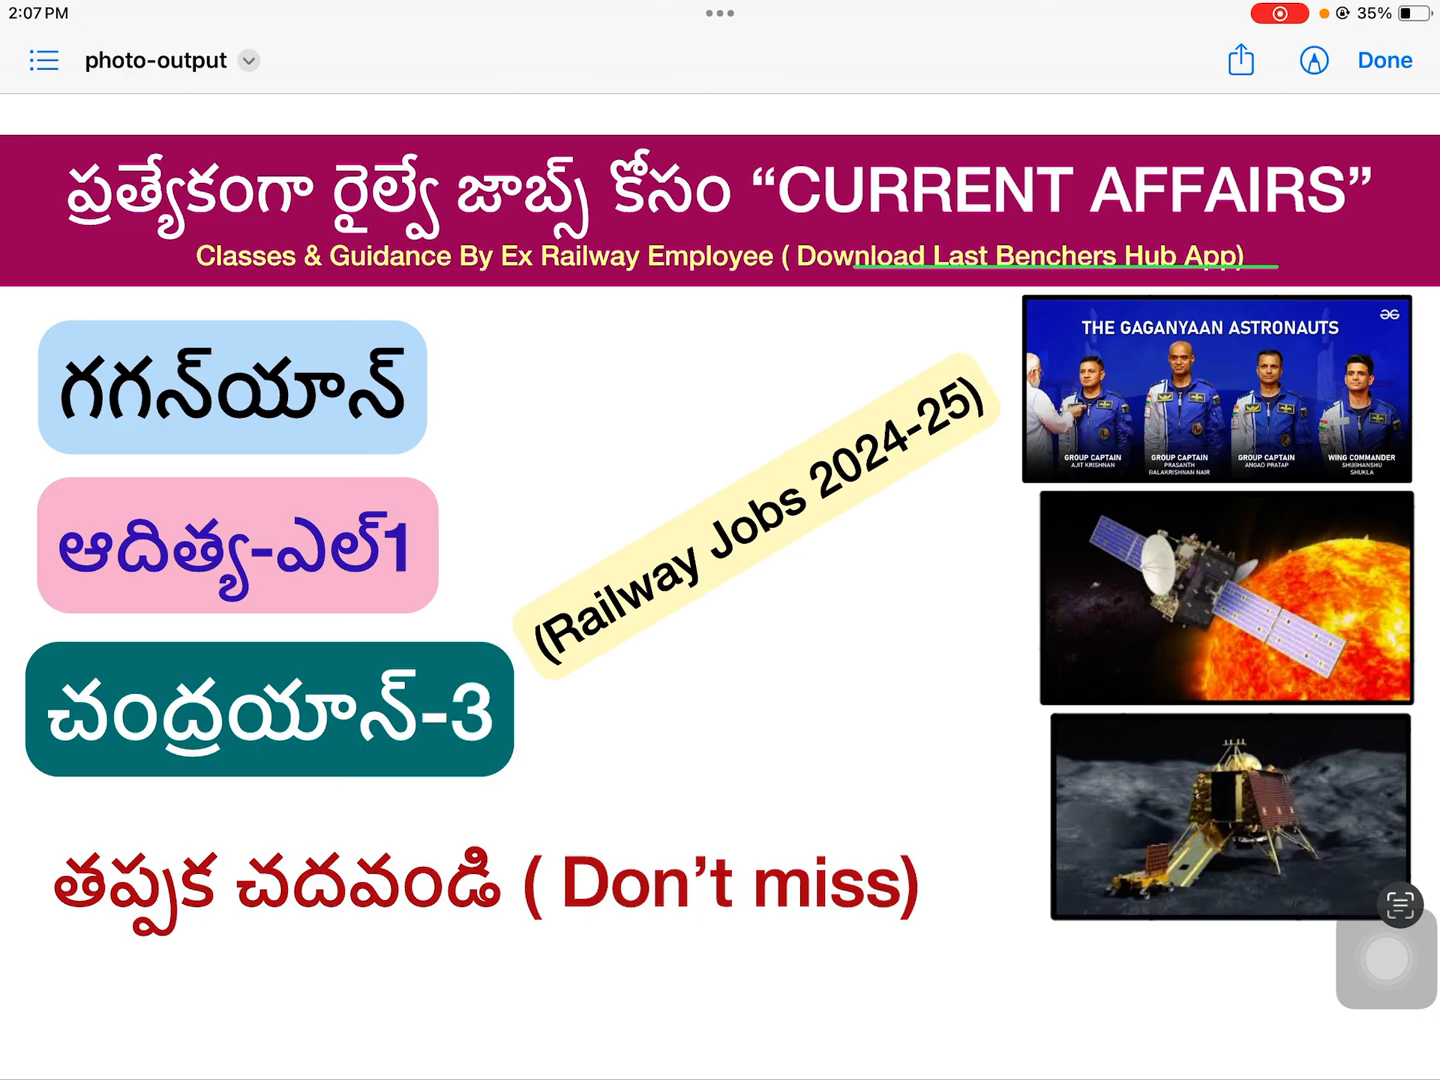 2:07 PM
35%
photo-output
Done
ప్రత్యేకంగా రైల్వే జాబ్స్ కోసం “CURRENT AFFAIRS”
Classes & Guidance By Ex Railway Employee ( Download Last Benchers Hub App)
గగన్‌యాన్
ఆదిత్య-ఎల్1
చంద్రయాన్-3
(Railway Jobs 2024-25)
తప్పక చదవండి ( Don’t miss)
THE GAGANYAAN ASTRONAUTS
GROUP CAPTAIN
AJIT KRISHNAN
GROUP CAPTAIN
PRASANTH
BALAKRISHNAN NAIR
GROUP CAPTAIN
ANGAD PRATAP
WING COMMANDER
SHUBHANSHU
SHUKLA